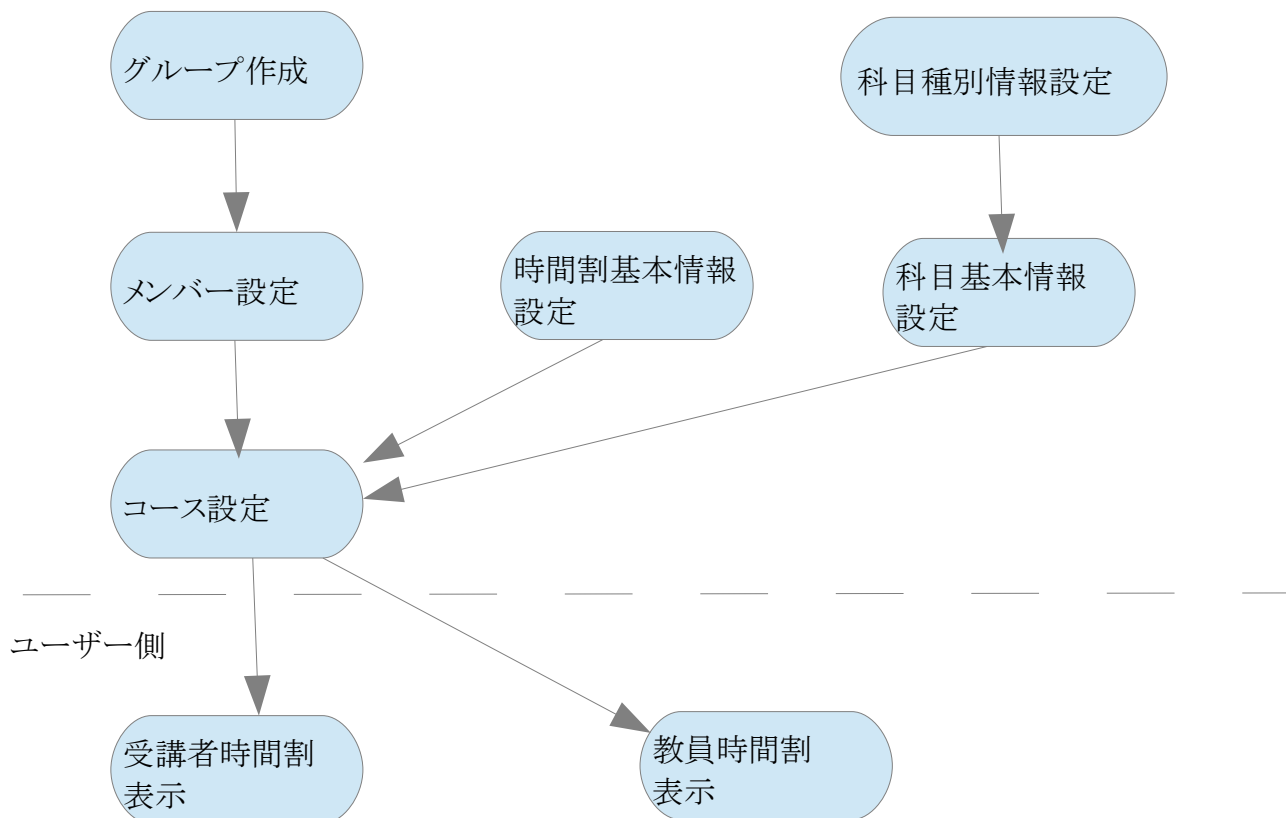 グループ作成
科目種別情報設定
メンバー設定
時間割基本情報
設定
科目基本情報
設定
コース設定
ユーザー側
受講者時間割
表示
教員時間割
表示